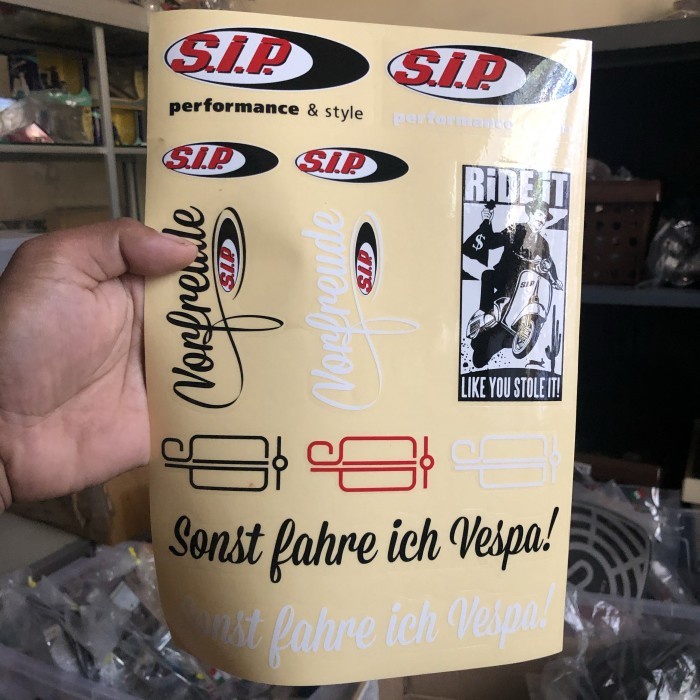 S.i.P.
performance & style
S.i.P.
performance
S.i.P
S.i.P
Vorfreude
S.i.P
Vorfreude
S.i.P
RiDE iT
$
S.I.P
LIKE YOU STOLE IT!
Sonst fahre ich Vespa!
Sonst fahre ich Vespa!